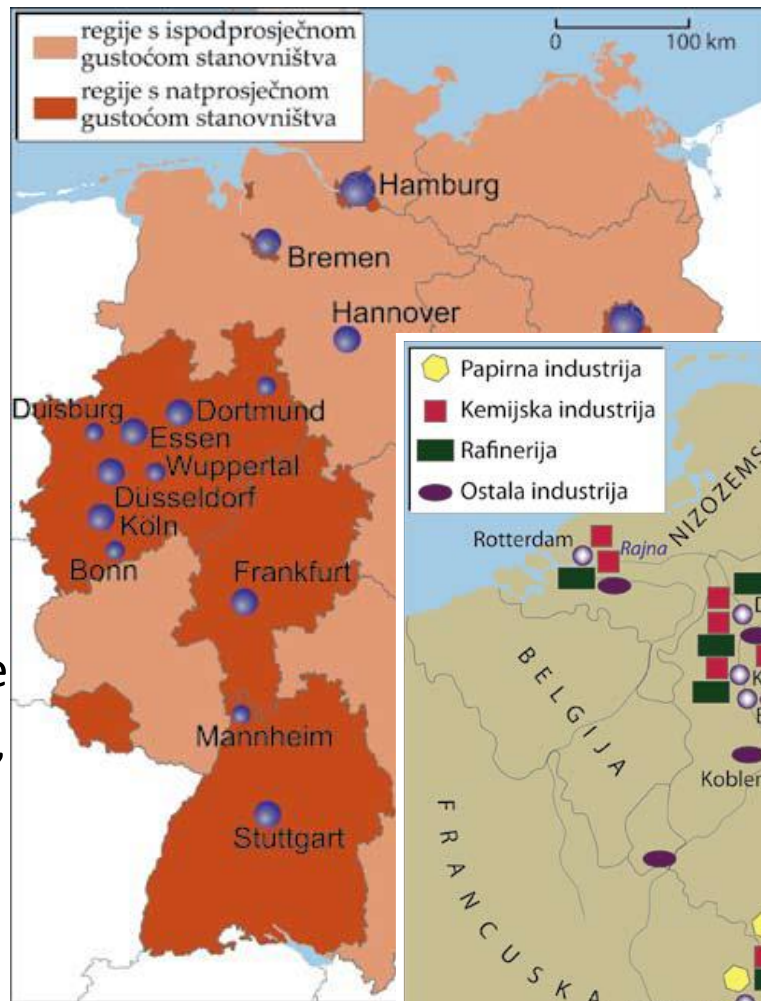 regije s ispodprosječnom
gustoćom stanovništva
regije s natprosječnom
gustoćom stanovništva
0 100 km
Hamburg
Bremen
Hannover
Duisburg
Dortmund
Essen
Wuppertal
Düsseldorf
Köln
Bonn
Frankfurt
Mannheim
Stuttgart
e
,
Papirna industrija
Kemijska industrija
Rafinerija
Ostala industrija
NIZOZEMS
Rotterdam
Rajna
D
K
BELGIJA
Koblen
FRANCUSKA